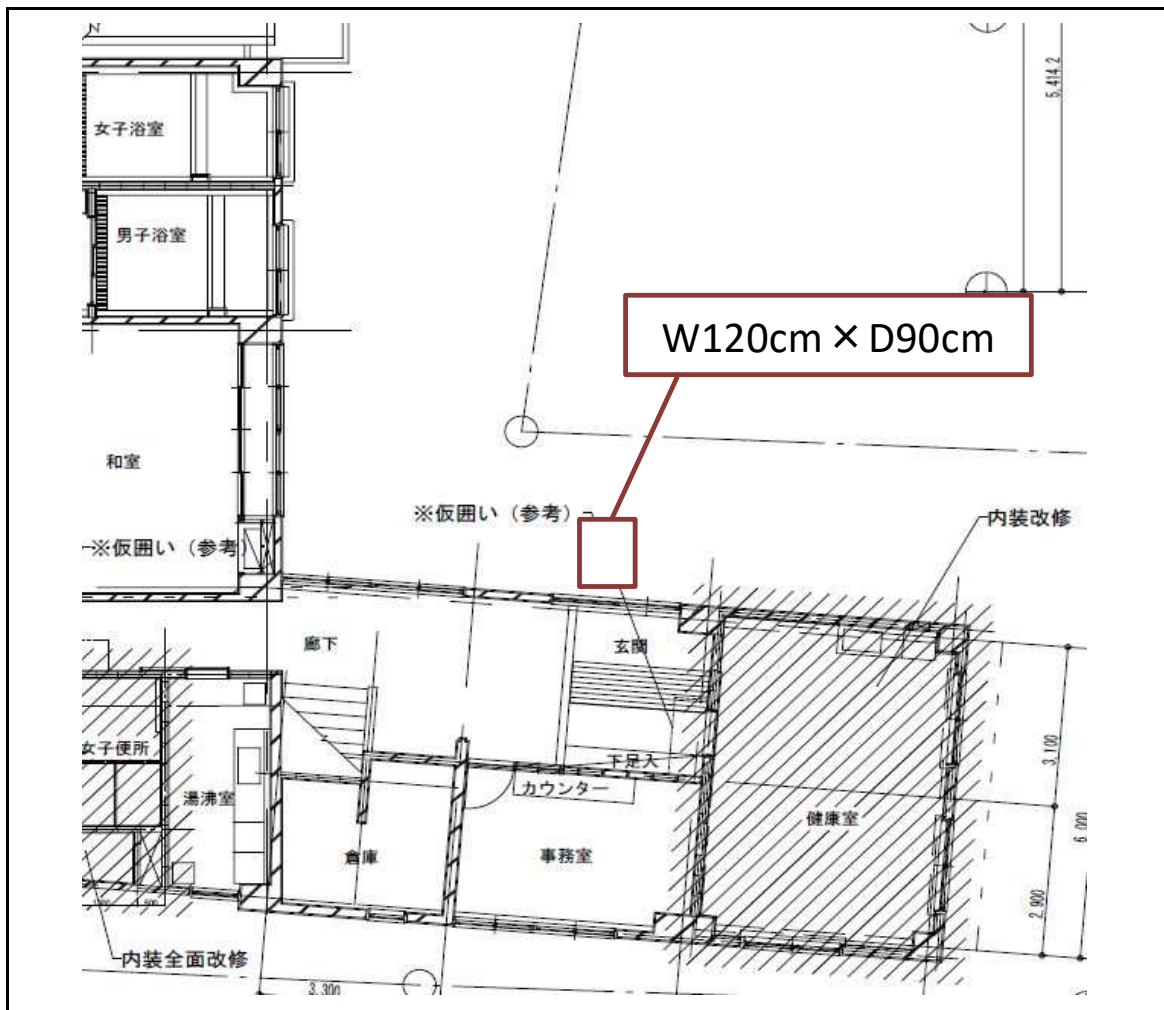 5,414.2
女子浴室
男子浴室
W120cm × D90cm
和室
※仮囲い（参考）
内装改修
※仮囲い（参考）
廊下
玄関
女子便所
下足入
3,100
湯沸室
カウンター
健康室
6,000
倉庫
事務室
2,900
600
内装全面改修
3,300